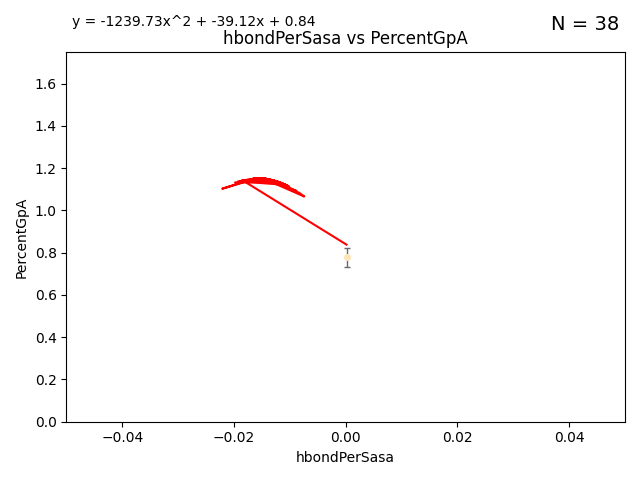 y = -1239.73x^2 + -39.12x + 0.84
N = 38
hbondPerSasa vs PercentGpA
1.6
1.4
1.2
1.0
0.8
0.6
0.4
0.2
0.0
PercentGpA
−0.04 −0.02 0.00 0.02 0.04
hbondPerSasa